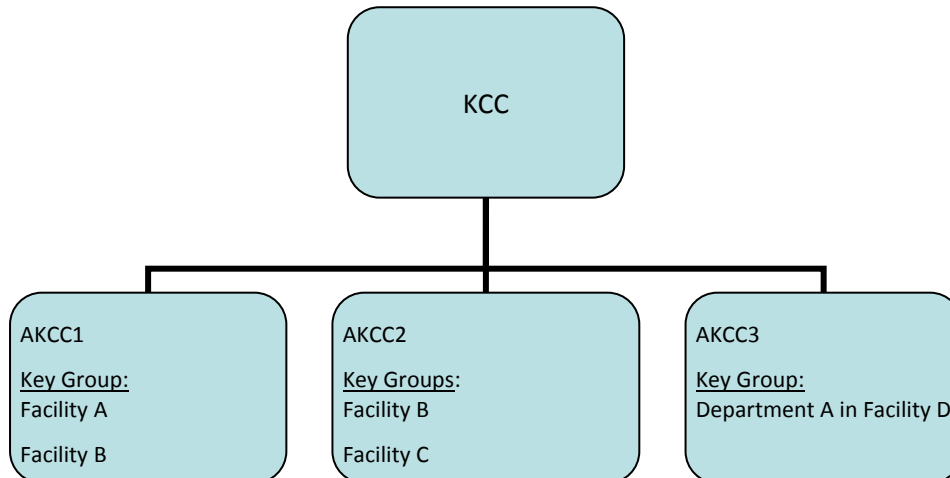 KCC
AKCC1
Key Group:
Facility A
Facility B
AKCC2
Key Groups:
Facility B
Facility C
AKCC3
Key Group:
Department A in Facility D